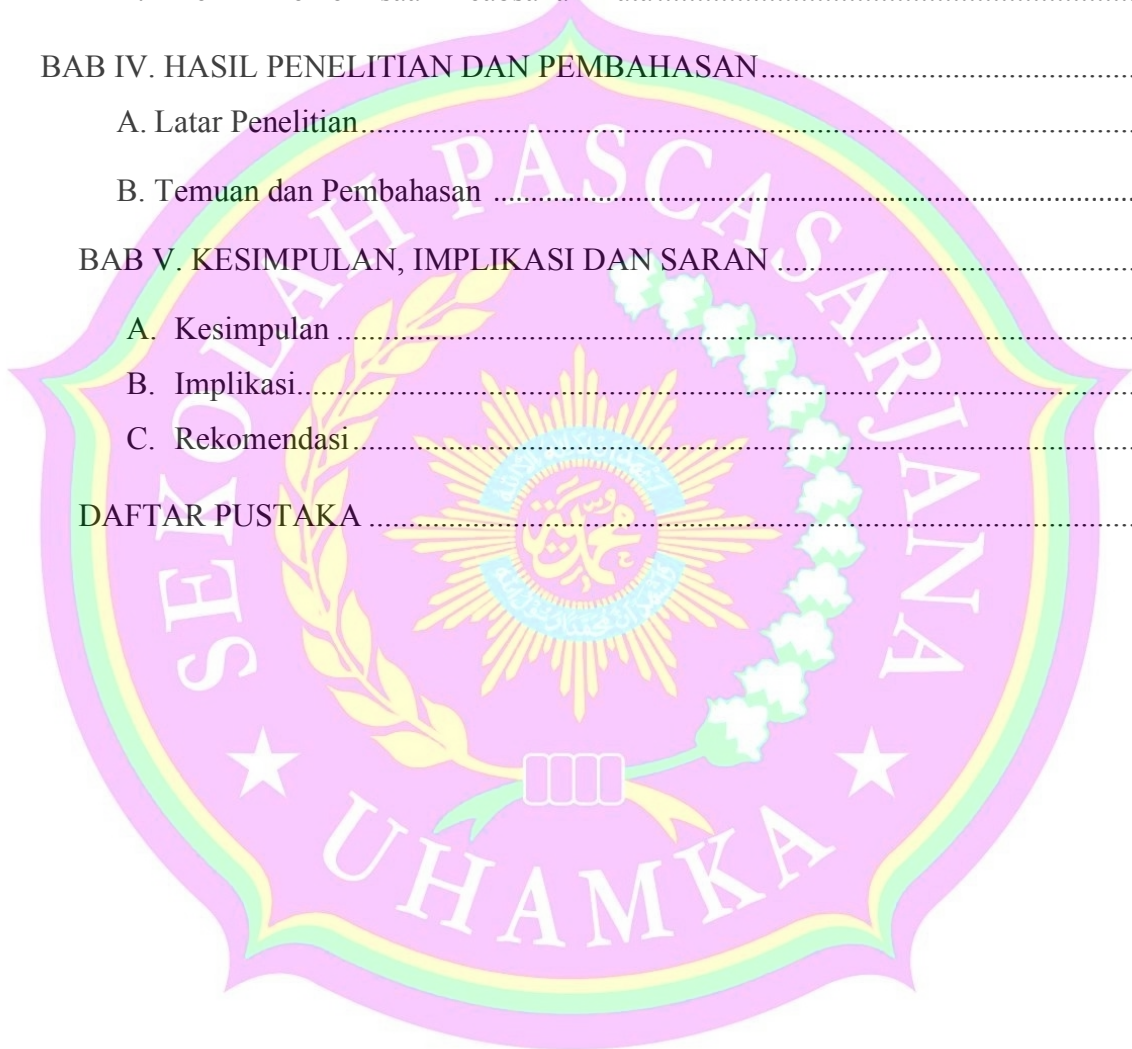 BAB IV. HASIL PENELITIAN DAN PEMBAHASAN
A. Latar Penelitian
B. Temuan dan Pembahasan
BAB V. KESIMPULAN, IMPLIKASI DAN SARAN
A. Kesimpulan
B. Implikasi
C. Rekomendasi
DAFTAR PUSTAKA
SEKOLAH PASCASARJANA
★ UHAMKA ★
محمدية